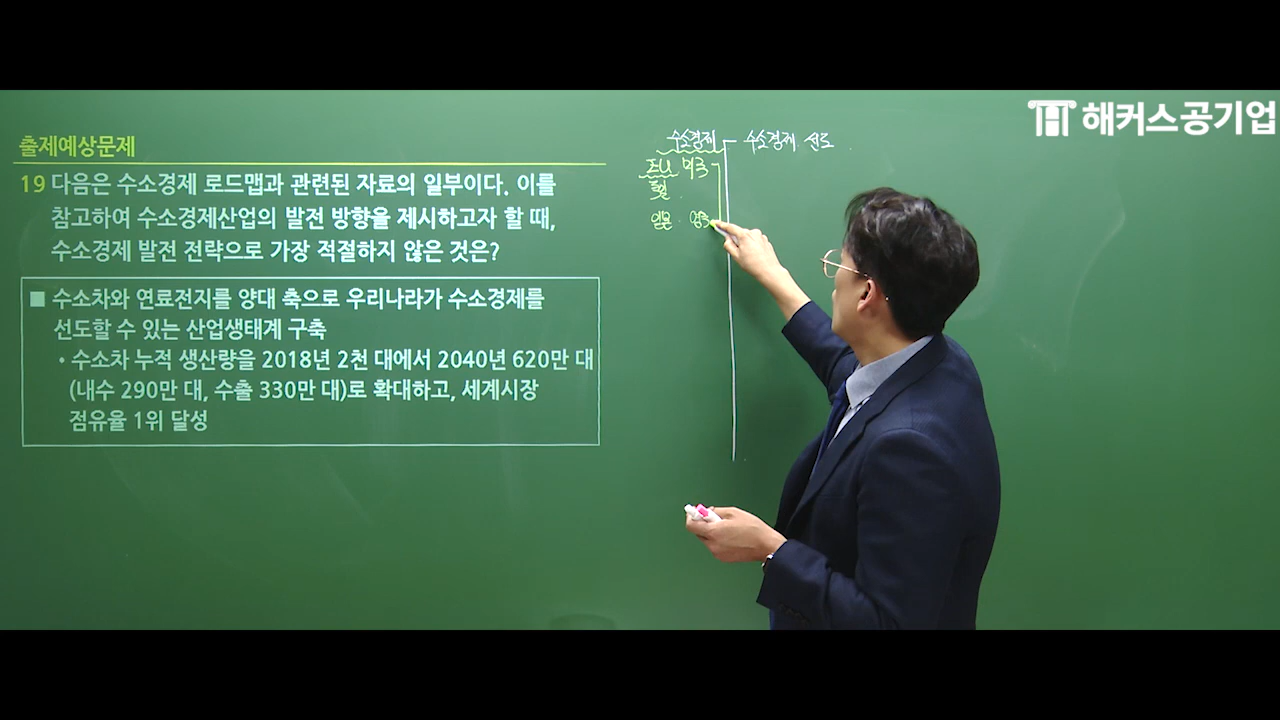 해커스공기업
출제예상문제
19 다음은 수소경제 로드맵과 관련된 자료의 일부이다. 이를
참고하여 수소경제산업의 발전 방향을 제시하고자 할 때,
수소경제 발전 전략으로 가장 적절하지 않은 것은?
■ 수소차와 연료전지를 양대 축으로 우리나라가 수소경제를
선도할 수 있는 산업생태계 구축
• 수소차 누적 생산량을 2018년 2천 대에서 2040년 620만 대
(내수 290만 대, 수출 330만 대)로 확대하고, 세계시장
점유율 1위 달성
수소경제 수소경제 선도
미국
독일
일본